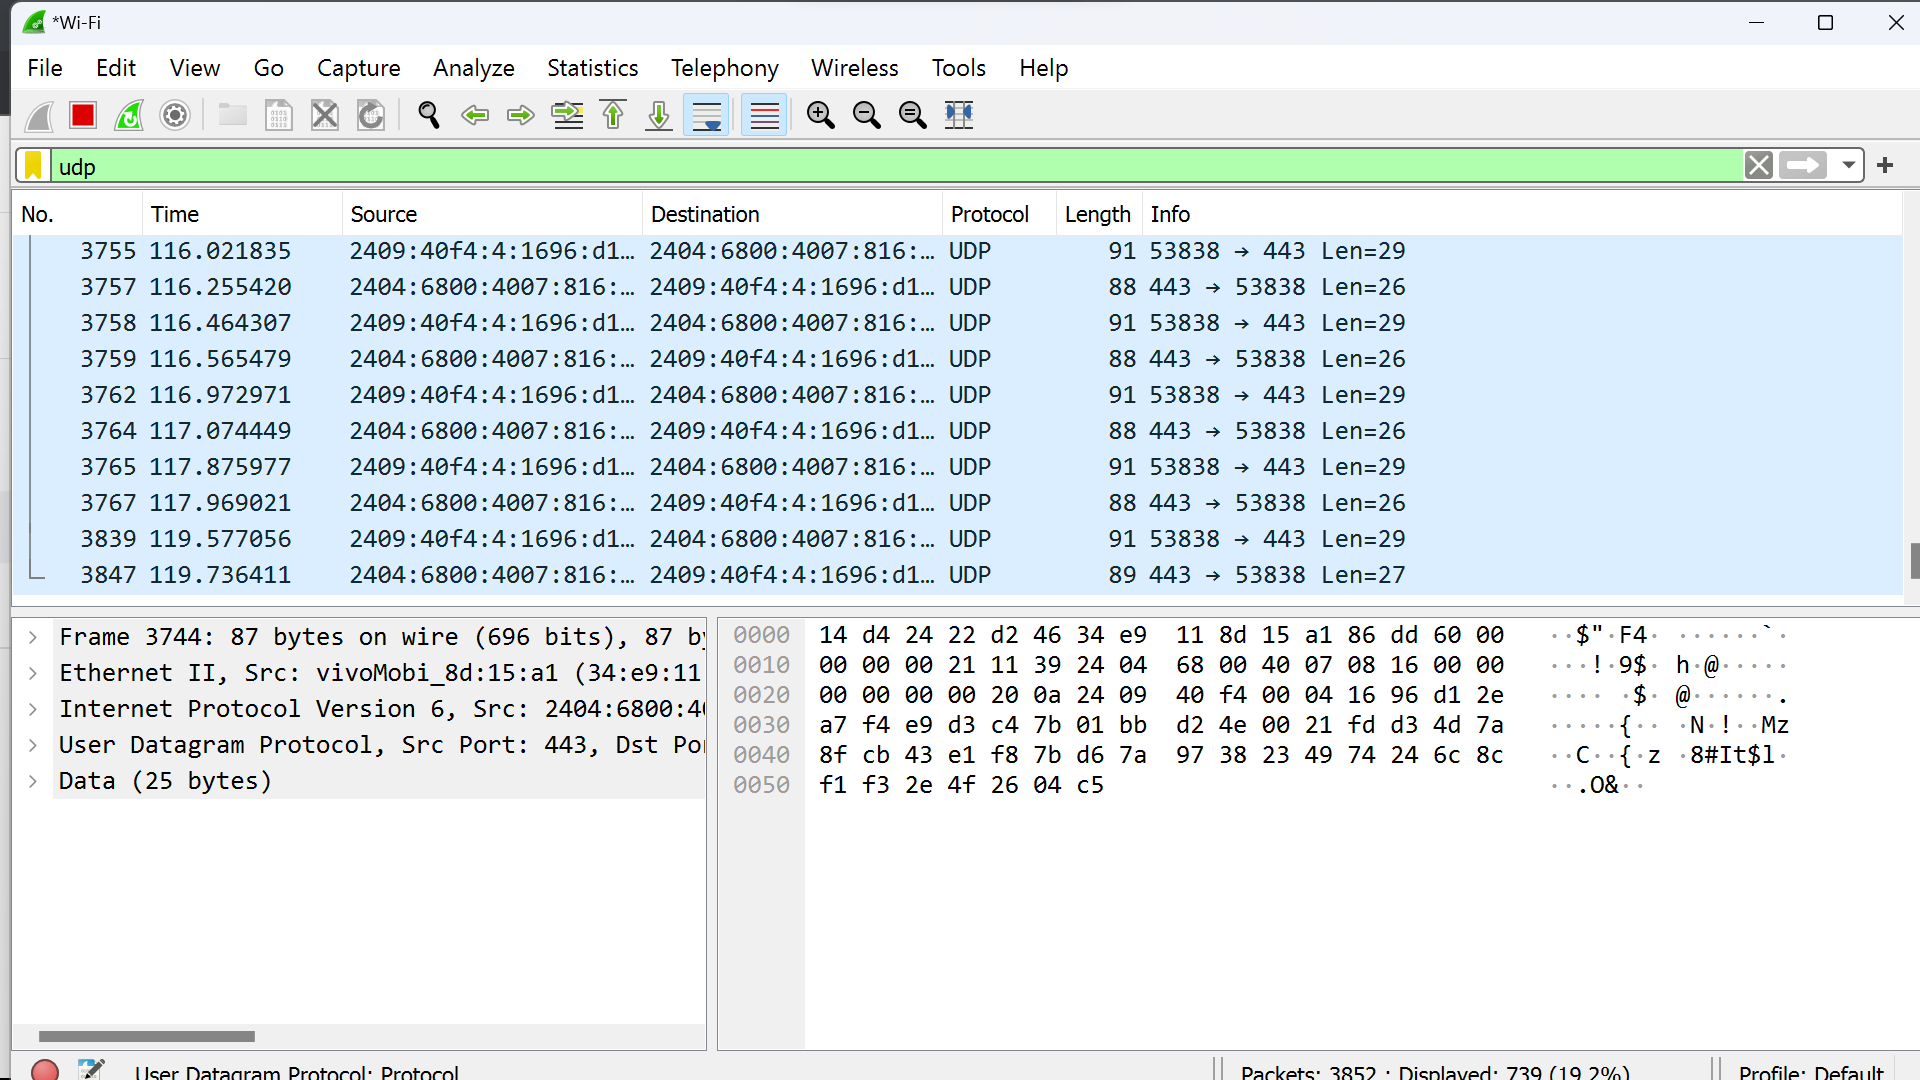 *Wi-Fi
File Edit View Go Capture Analyze Statistics Telephony Wireless Tools Help
udp
No. Time Source Destination Protocol Length Info
3755 116.021835 2409:40f4:4:1696:d1… 2404:6800:4007:816:… UDP 91 53838 → 443 Len=29
3757 116.255420 2404:6800:4007:816:… 2409:40f4:4:1696:d1… UDP 88 443 → 53838 Len=26
3758 116.464307 2409:40f4:4:1696:d1… 2404:6800:4007:816:… UDP 91 53838 → 443 Len=29
3759 116.565479 2404:6800:4007:816:… 2409:40f4:4:1696:d1… UDP 88 443 → 53838 Len=26
3762 116.972971 2409:40f4:4:1696:d1… 2404:6800:4007:816:… UDP 91 53838 → 443 Len=29
3764 117.074449 2404:6800:4007:816:… 2409:40f4:4:1696:d1… UDP 88 443 → 53838 Len=26
3765 117.875977 2409:40f4:4:1696:d1… 2404:6800:4007:816:… UDP 91 53838 → 443 Len=29
3767 117.969021 2404:6800:4007:816:… 2409:40f4:4:1696:d1… UDP 88 443 → 53838 Len=26
3839 119.577056 2409:40f4:4:1696:d1… 2404:6800:4007:816:… UDP 91 53838 → 443 Len=29
3847 119.736411 2404:6800:4007:816:… 2409:40f4:4:1696:d1… UDP 89 443 → 53838 Len=27
Frame 3744: 87 bytes on wire (696 bits), 87 by
Ethernet II, Src: vivoMobi_8d:15:a1 (34:e9:11:
Internet Protocol Version 6, Src: 2404:6800:40
User Datagram Protocol, Src Port: 443, Dst Por
Data (25 bytes)
0000 14 d4 24 22 d2 46 34 e9 11 8d 15 a1 86 dd 60 00 ··$"·F4· ······`·
0010 00 00 00 21 11 39 24 04 68 00 40 07 08 16 00 00 ···!·9$· h·@·····
0020 00 00 00 00 20 0a 24 09 40 f4 00 04 16 96 d1 2e ···· ·$· @······.
0030 a7 f4 e9 d3 c4 7b 01 bb d2 4e 00 21 fd d3 4d 7a ·····{·· ·N·!··Mz
0040 8f cb 43 e1 f8 7b d6 7a 97 38 23 49 74 24 6c 8c ··C··{·z ·8#It$l·
0050 f1 f3 2e 4f 26 04 c5 ··.O&··
User Datagram Protocol: Protocol
Packets: 3852 · Displayed: 739 (19.2%)
Profile: Default